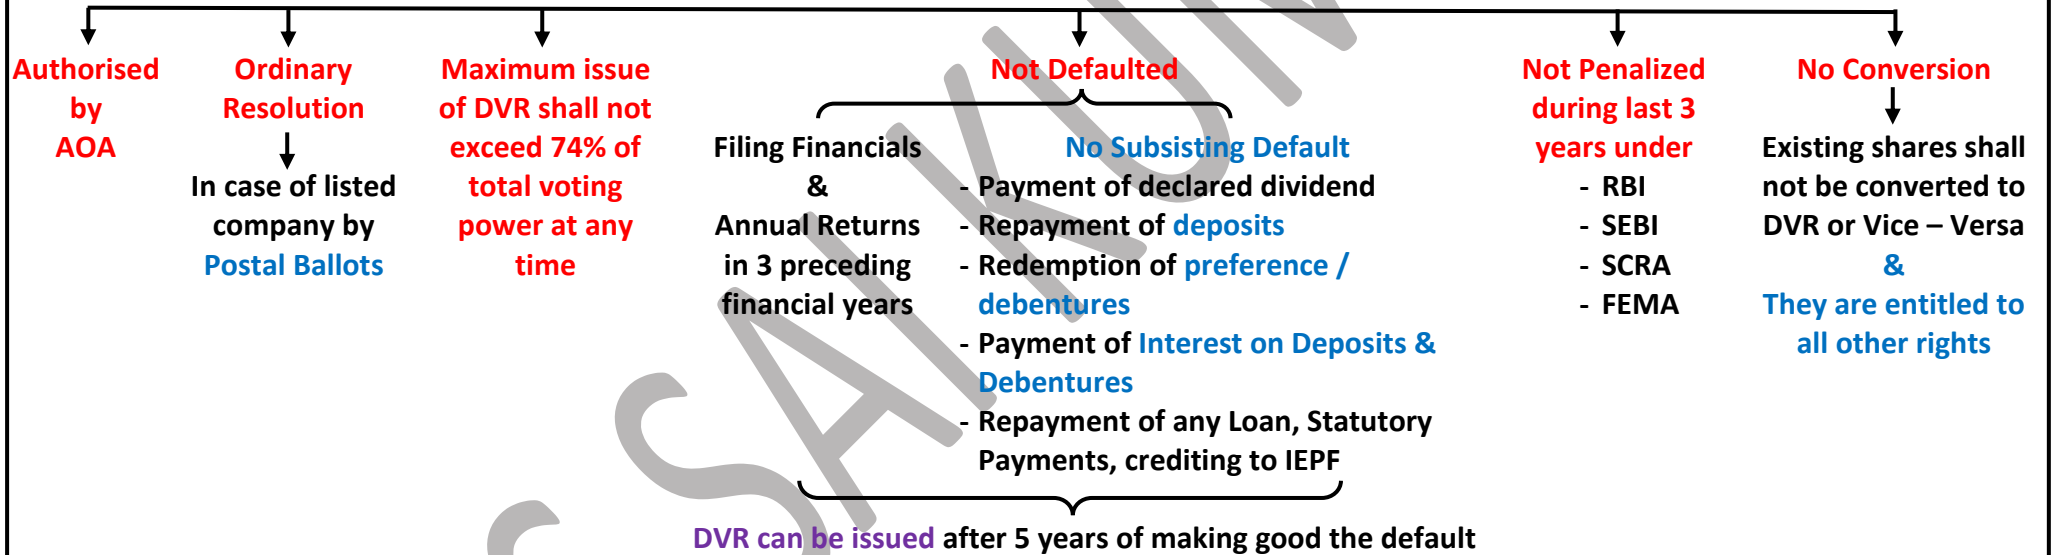 Authorised
by
AOA
Ordinary
Resolution
In case of listed
company by
Postal Ballots
Maximum issue
of DVR shall not
exceed 74% of
total voting
power at any
time
Not Defaulted
Filing Financials
&
Annual Returns
in 3 preceding
financial years
No Subsisting Default
- Payment of declared dividend
- Repayment of deposits
- Redemption of preference /
debentures
- Payment of Interest on Deposits &
Debentures
- Repayment of any Loan, Statutory
Payments, crediting to IEPF
DVR can be issued after 5 years of making good the default
Not Penalized
during last 3
years under
- RBI
- SEBI
- SCRA
- FEMA
No Conversion
Existing shares shall
not be converted to
DVR or Vice – Versa
&
They are entitled to
all other rights